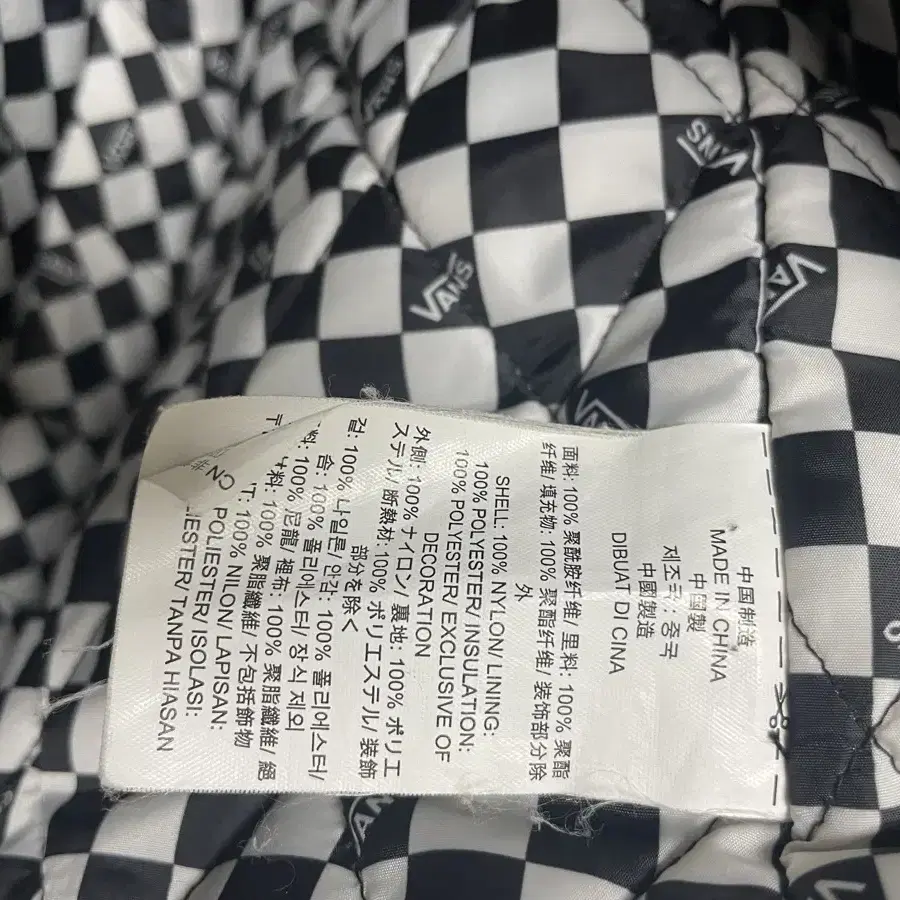 中国制造
MADE IN CHINA
中國製
제조국 : 중국
中國製造
DIBUAT DI CINA
面料: 100% 聚酰胺纤维/ 里料: 100% 聚酯
纤维/ 填充物: 100% 聚酯纤维/ 装饰部分除
外
SHELL: 100% NYLON/ LINING:
100% POLYESTER/ INSULATION:
100% POLYESTER/ EXCLUSIVE OF
DECORATION
外側: 100% ナイロン/ 裏地: 100% ポリエ
ステル/ 断熱材: 100% ポリエステル/ 装飾
部分を除く
겉: 100% 나일론/ 안감: 100% 폴리에스터/
솜: 100% 폴리에스터/ 장식 제외
料: 100% 尼龍/ 裡布: 100% 聚脂纖維/ 絕
料: 100% 聚脂纖維/ 不包括飾物
100% NILON/ LAPISAN:
POLIESTER/ ISOLASI:
TANPA HIASAN
CN
VANS
VANS
VANS
VANS